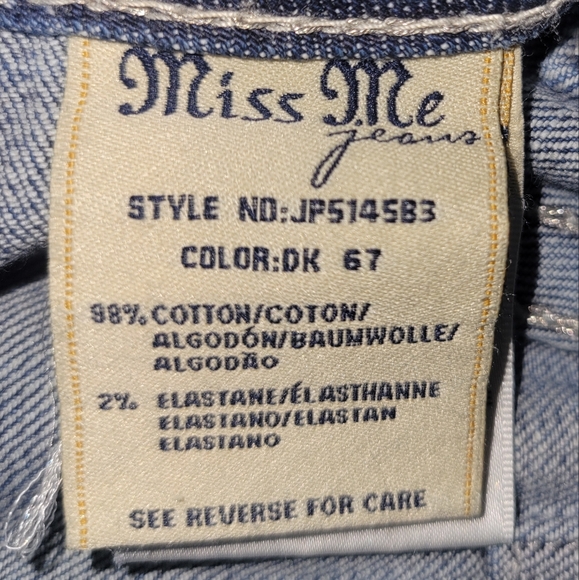 Miss Me
jeans
STYLE NO:JP5145B3
COLOR:DK 67
98% COTTON/COTON/
ALGODÓN/BAUMWOLLE/
ALGODÃO
2% ELASTANE/ÉLASTHANNE
ELASTANO/ELASTAN
ELASTANO
SEE REVERSE FOR CARE